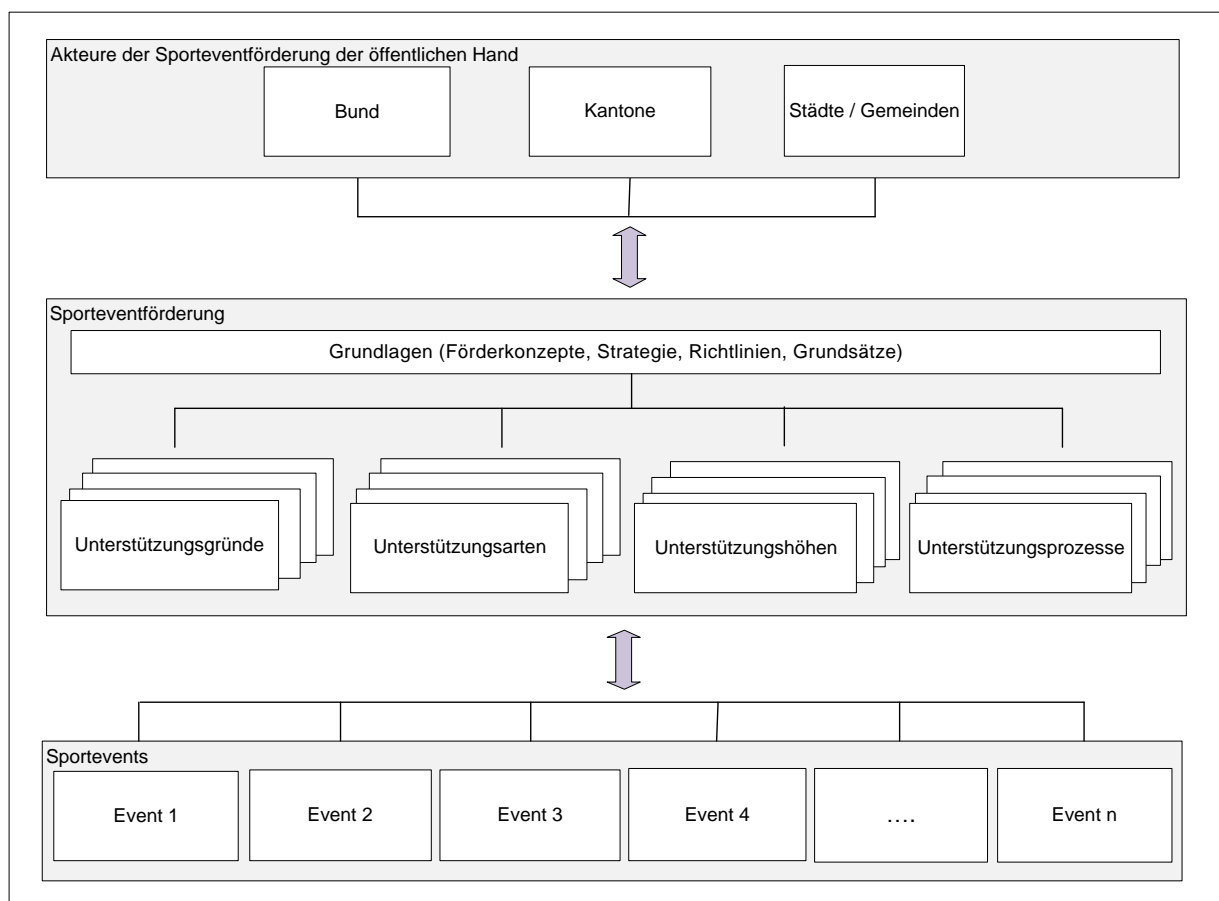 Akteure der Sporteventförderung der öffentlichen Hand
Bund
Kantone
Städte / Gemeinden
Sporteventförderung
Grundlagen (Förderkonzepte, Strategie, Richtlinien, Grundsätze)
Unterstützungsgründe
Unterstützungsarten
Unterstützungshöhen
Unterstützungsprozesse
Sportevents
Event 1
Event 2
Event 3
Event 4
….
Event n